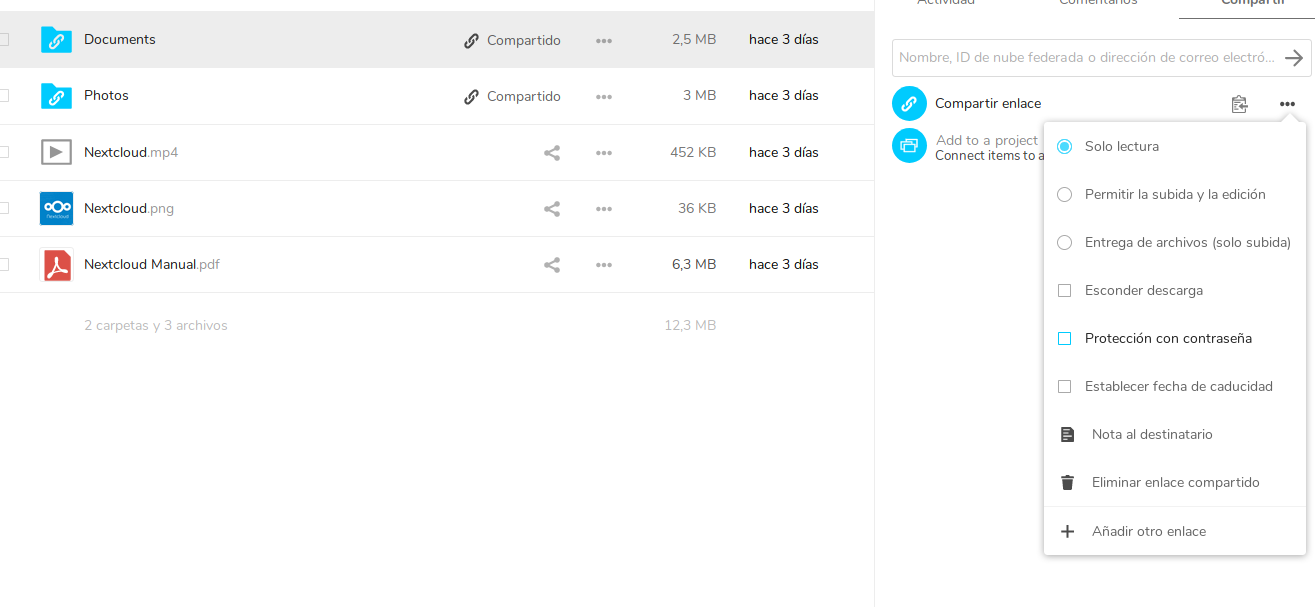 Actividad Comentarios Compartir
Documents Compartido 2,5 MB hace 3 días
Photos Compartido 3 MB hace 3 días
Nextcloud.mp4 452 KB hace 3 días
Nextcloud.png 36 KB hace 3 días
Nextcloud Manual.pdf 6,3 MB hace 3 días
2 carpetas y 3 archivos 12,3 MB
Nombre, ID de nube federada o dirección de correo electró...
Compartir enlace
Add to a project
Connect items to a
Solo lectura
Permitir la subida y la edición
Entrega de archivos (solo subida)
Esconder descarga
Protección con contraseña
Establecer fecha de caducidad
Nota al destinatario
Eliminar enlace compartido
Añadir otro enlace